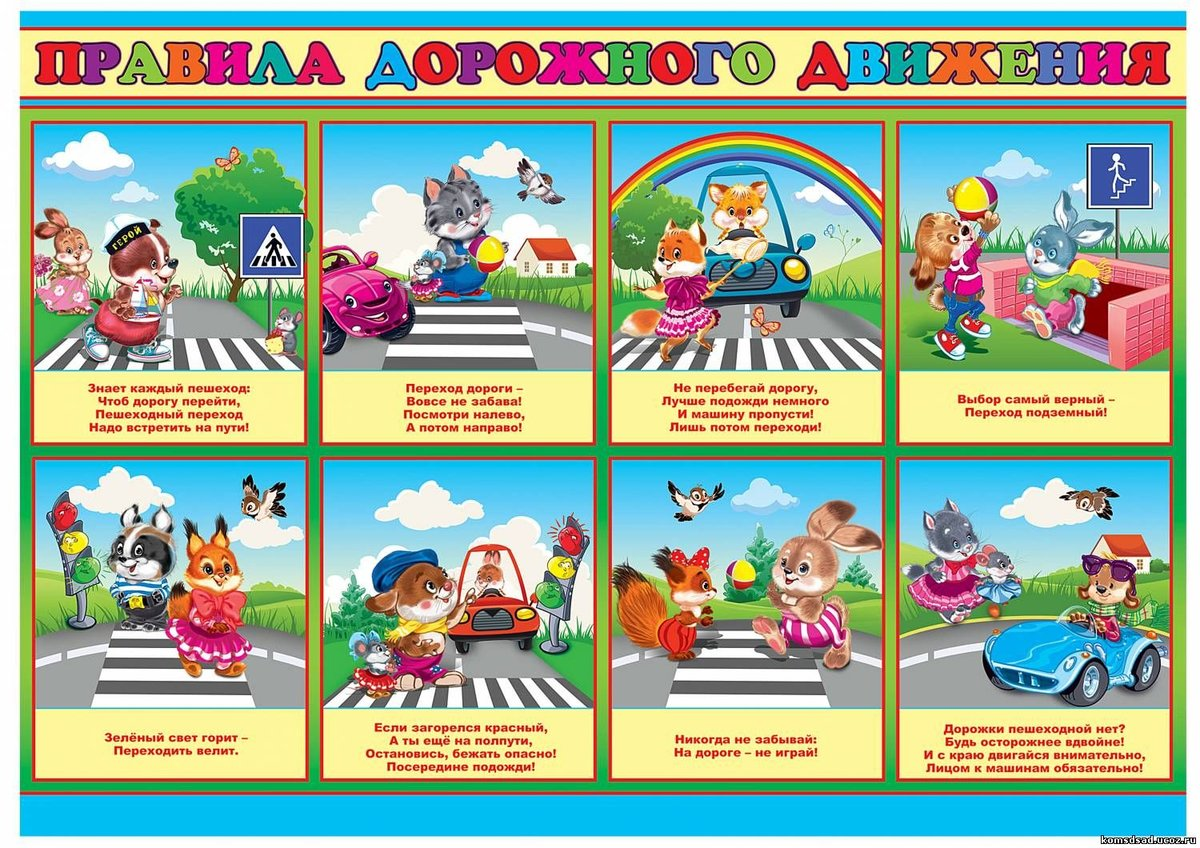 ПРАВИЛА ДОРОЖНОГО ДВИЖЕНИЯ
ГЕРОЙ
Знает каждый пешеход:
Чтоб дорогу перейти,
Пешеходный переход
Надо встретить на пути!
Переход дороги –
Вовсе не забава!
Посмотри налево,
А потом направо!
Не перебегай дорогу,
Лучше подожди немного
И машину пропусти!
Лишь потом переходи!
Выбор самый верный –
Переход подземный!
Зелёный свет горит –
Переходить велит.
Если загорелся красный,
А ты ещё на полпути,
Остановись, бежать опасно!
Посередине подожди!
Никогда не забывай:
На дороге – не играй!
Дорожки пешеходной нет?
Будь осторожнее вдвойне!
И с краю двигайся внимательно,
Лицом к машинам обязательно!
komsdsad.ucoz.ru